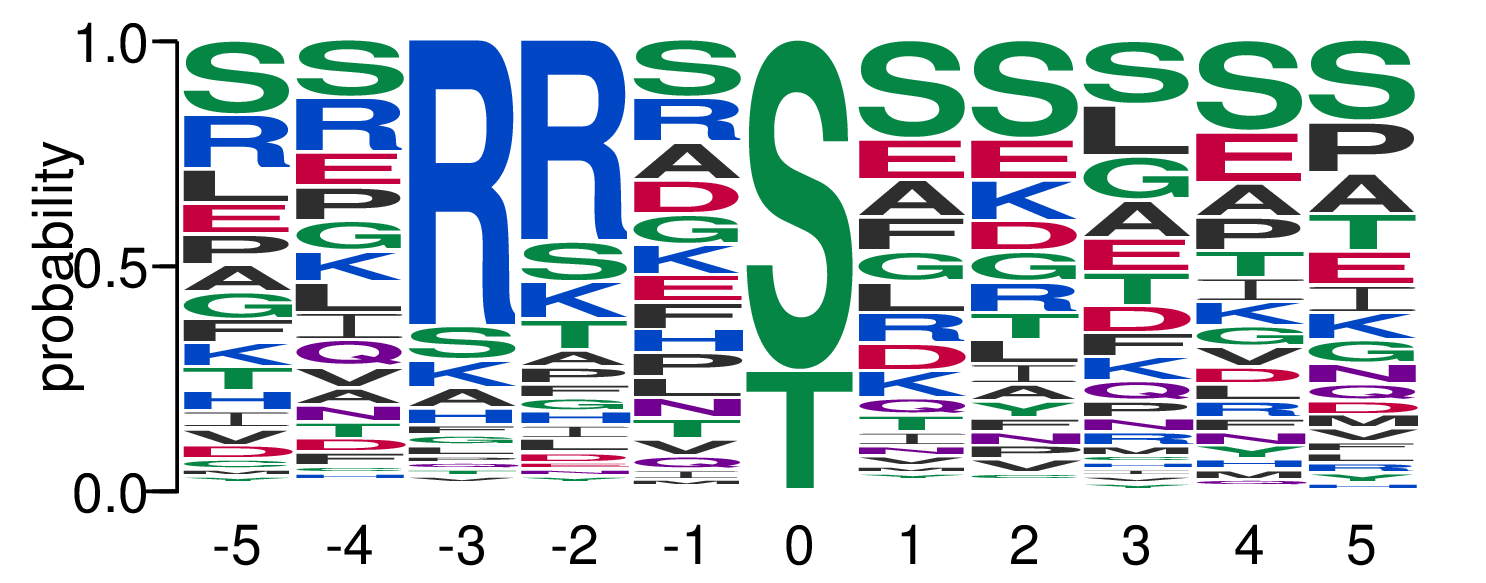 1.0
probability
0.5
0.0
S R L E P A G F K T H I V D
S R E P G K L I Q V A N T D F
R S K A H
R S K T A P F G H I L D
S R A D G K E F H P L N T V Q I M
S T
S E A F G L R D K Q T I N V M
S E K D G R T L I A Y F N P V
S L G A E T D F K Q P N R
S E A P T I K G V D L R N Y
S P A T E I K G N Q D M V
-5 -4 -3 -2 -1 0 1 2 3 4 5